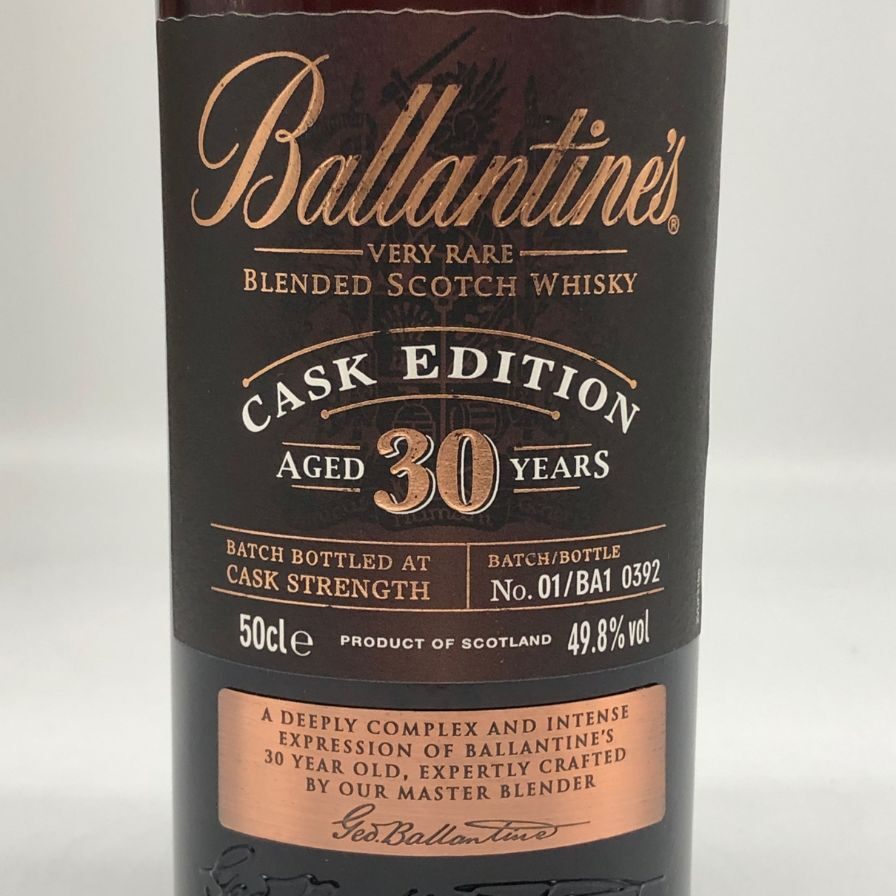 Ballantine's®
VERY RARE
BLENDED SCOTCH WHISKY
CASK EDITION
AGED 30 YEARS
BATCH BOTTLED AT
CASK STRENGTH
BATCH/BOTTLE
No. 01/BA1 0392
50cl e PRODUCT OF SCOTLAND 49.8% vol
A DEEPLY COMPLEX AND INTENSE
EXPRESSION OF BALLANTINE'S
30 YEAR OLD, EXPERTLY CRAFTED
BY OUR MASTER BLENDER
Geo. Ballantine